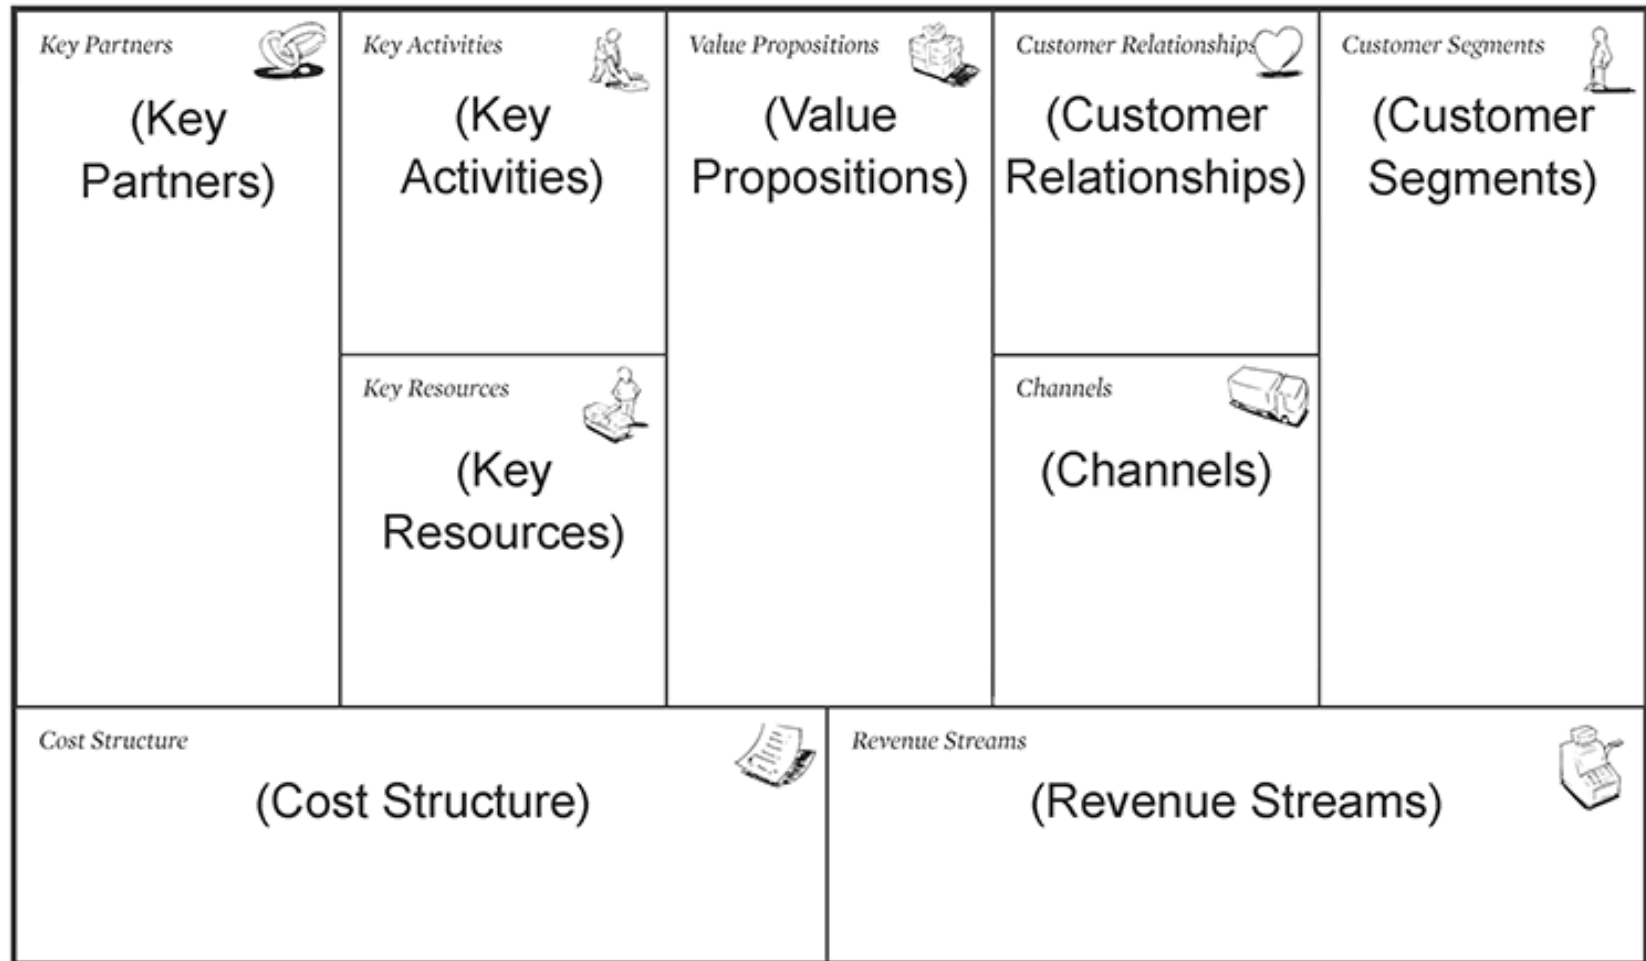 Key Partners
(Key
Partners)
Key Activities
(Key
Activities)
Key Resources
(Key
Resources)
Value Propositions
(Value
Propositions)
Customer Relationships
(Customer
Relationships)
Channels
(Channels)
Customer Segments
(Customer
Segments)
Cost Structure
(Cost Structure)
Revenue Streams
(Revenue Streams)